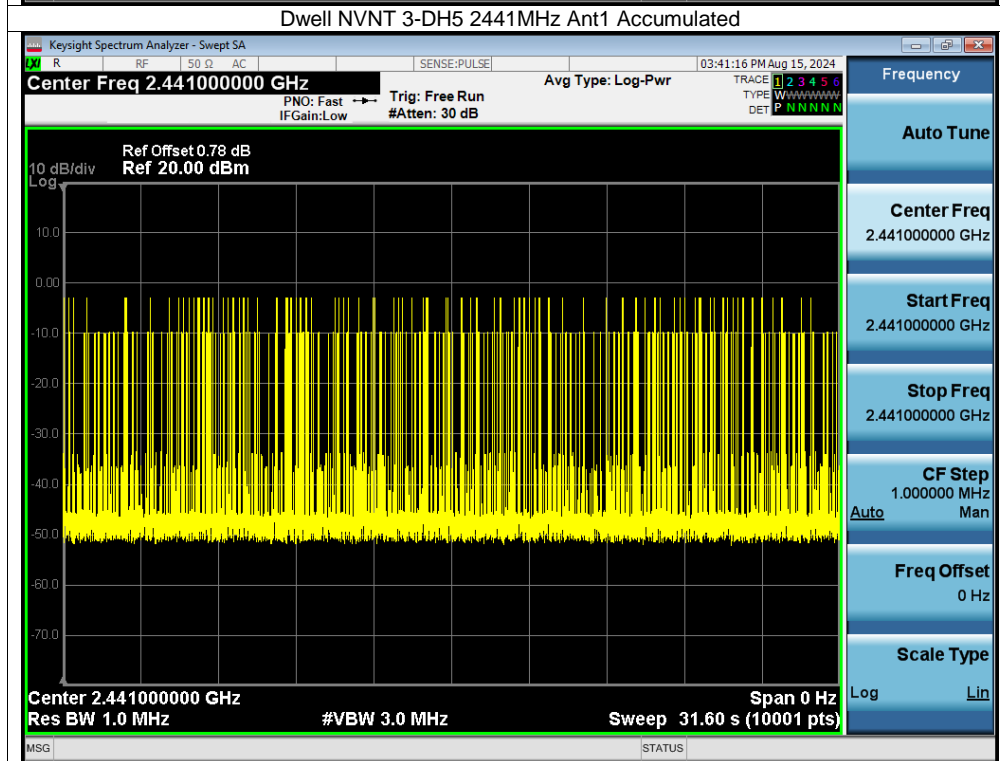 Dwell NVNT 3-DH5 2441MHz Ant1 Accumulated
Keysight Spectrum Analyzer - Swept SA
LXI R RF 50 Ω AC SENSE:PULSE 03:41:16 PM Aug 15, 2024
Center Freq 2.441000000 GHz Avg Type: Log-Pwr TRACE 1 2 3 4 5 6
PNO: Fast Trig: Free Run TYPE WWWWWW
IFGain:Low #Atten: 30 dB DET P N N N N N
Frequency
Ref Offset 0.78 dB
10 dB/div Ref 20.00 dBm
Log
10.0
0.00
-10.0
-20.0
-30.0
-40.0
-50.0
-60.0
-70.0
Center 2.441000000 GHz Span 0 Hz
Res BW 1.0 MHz #VBW 3.0 MHz Sweep 31.60 s (10001 pts)
Auto Tune
Center Freq
2.441000000 GHz
Start Freq
2.441000000 GHz
Stop Freq
2.441000000 GHz
CF Step
1.000000 MHz
Auto Man
Freq Offset
0 Hz
Scale Type
Log Lin
MSG STATUS